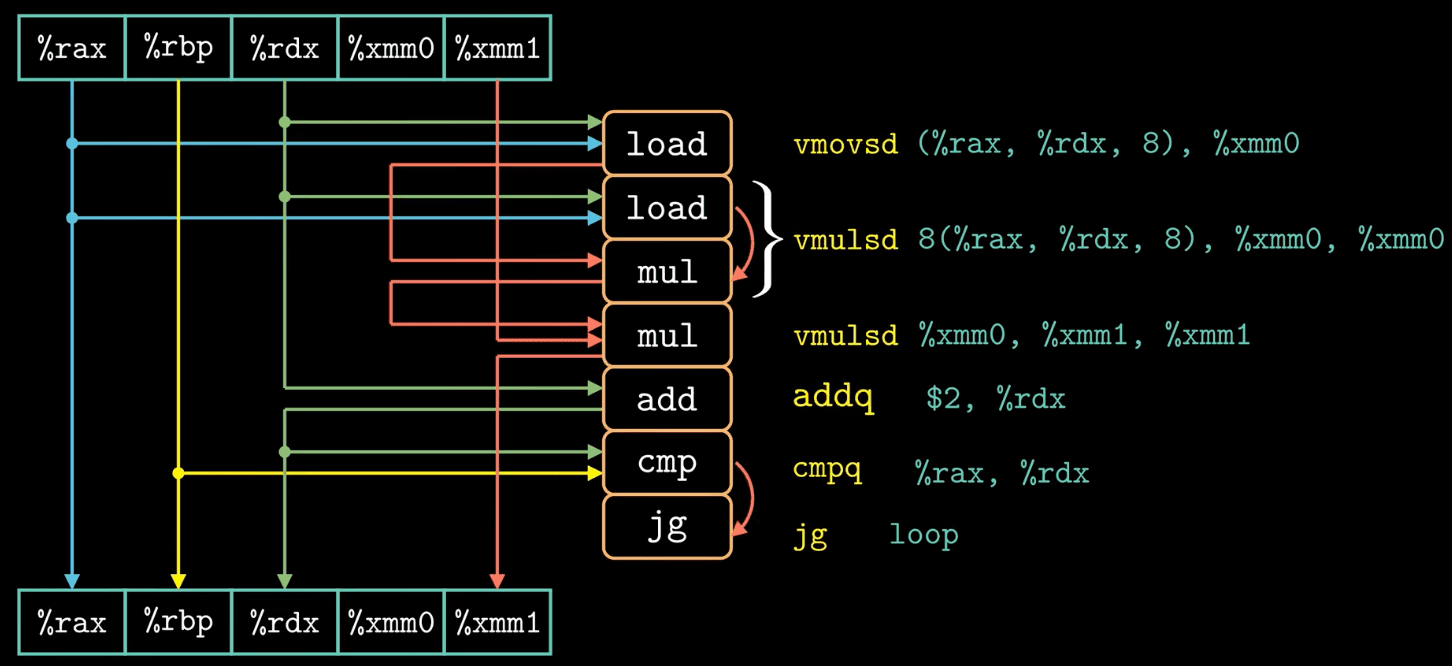 %rax %rbp %rdx %xmm0 %xmm1
load vmovsd (%rax, %rdx, 8), %xmm0
load
vmulsd 8(%rax, %rdx, 8), %xmm0, %xmm0
mul
mul vmulsd %xmm0, %xmm1, %xmm1
add addq $2, %rdx
cmp cmpq %rax, %rdx
jg jg loop
%rax %rbp %rdx %xmm0 %xmm1